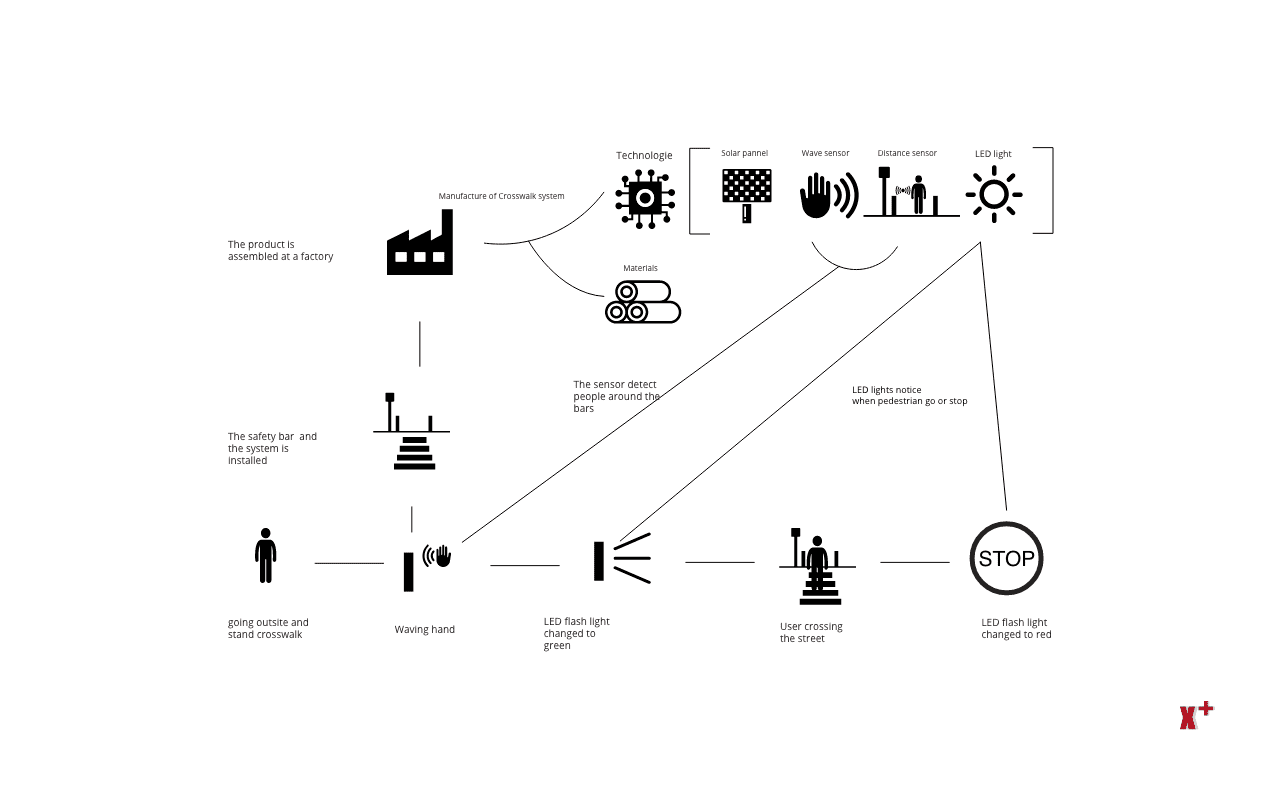 Technologie
Solar pannel
Wave sensor
Distance sensor
LED light
Manufacture of Crosswalk system
The product is
assembled at a factory
Materials
The sensor detect
people around the
bars
LED lights notice
when pedestrian go or stop
The safety bar and
the system is
installed
STOP
going outsite and
stand crosswalk
Waving hand
LED flash light
changed to
green
User crossing
the street
LED flash light
changed to red
x+